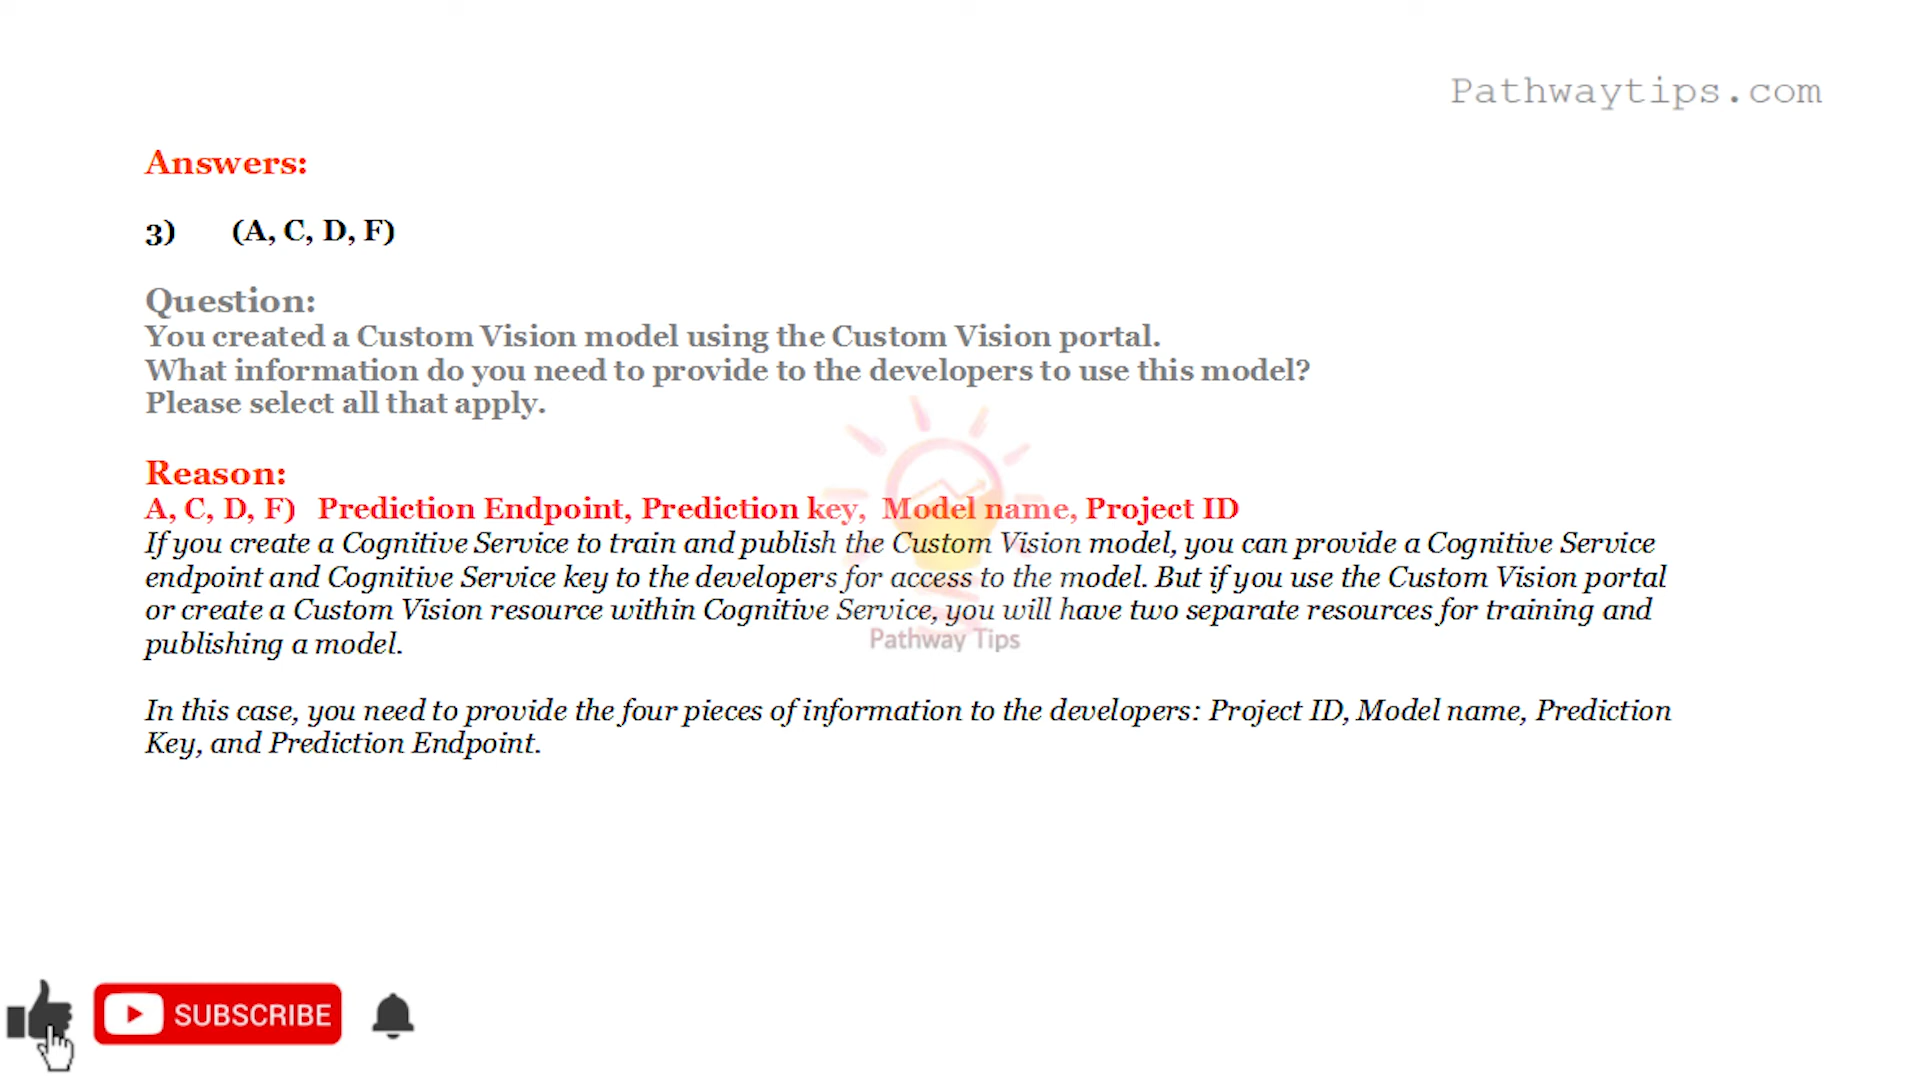 Pathwaytips.com
Answers:
3) (A, C, D, F)
Question:
You created a Custom Vision model using the Custom Vision portal.
What information do you need to provide to the developers to use this model?
Please select all that apply.
Reason:
A, C, D, F) Prediction Endpoint, Prediction key, Model name, Project ID
If you create a Cognitive Service to train and publish the Custom Vision model, you can provide a Cognitive Service
endpoint and Cognitive Service key to the developers for access to the model. But if you use the Custom Vision portal
or create a Custom Vision resource within Cognitive Service, you will have two separate resources for training and
publishing a model.
Pathway Tips
In this case, you need to provide the four pieces of information to the developers: Project ID, Model name, Prediction
Key, and Prediction Endpoint.
SUBSCRIBE